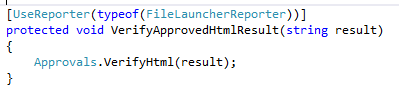 [UseReporter(typeof(FileLauncherReporter))]
protected void VerifyApprovedHtmlResult(string result)
{
    Approvals.VerifyHtml(result);
}